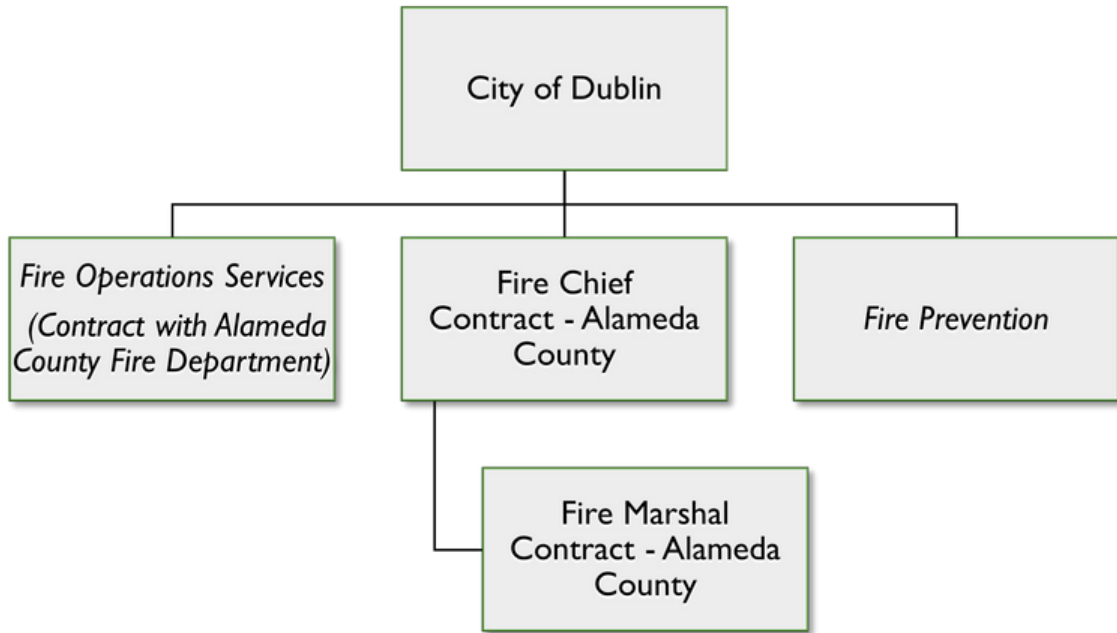 City of Dublin
Fire Operations Services
(Contract with Alameda
County Fire Department)
Fire Chief
Contract - Alameda
County
Fire Prevention
Fire Marshal
Contract - Alameda
County